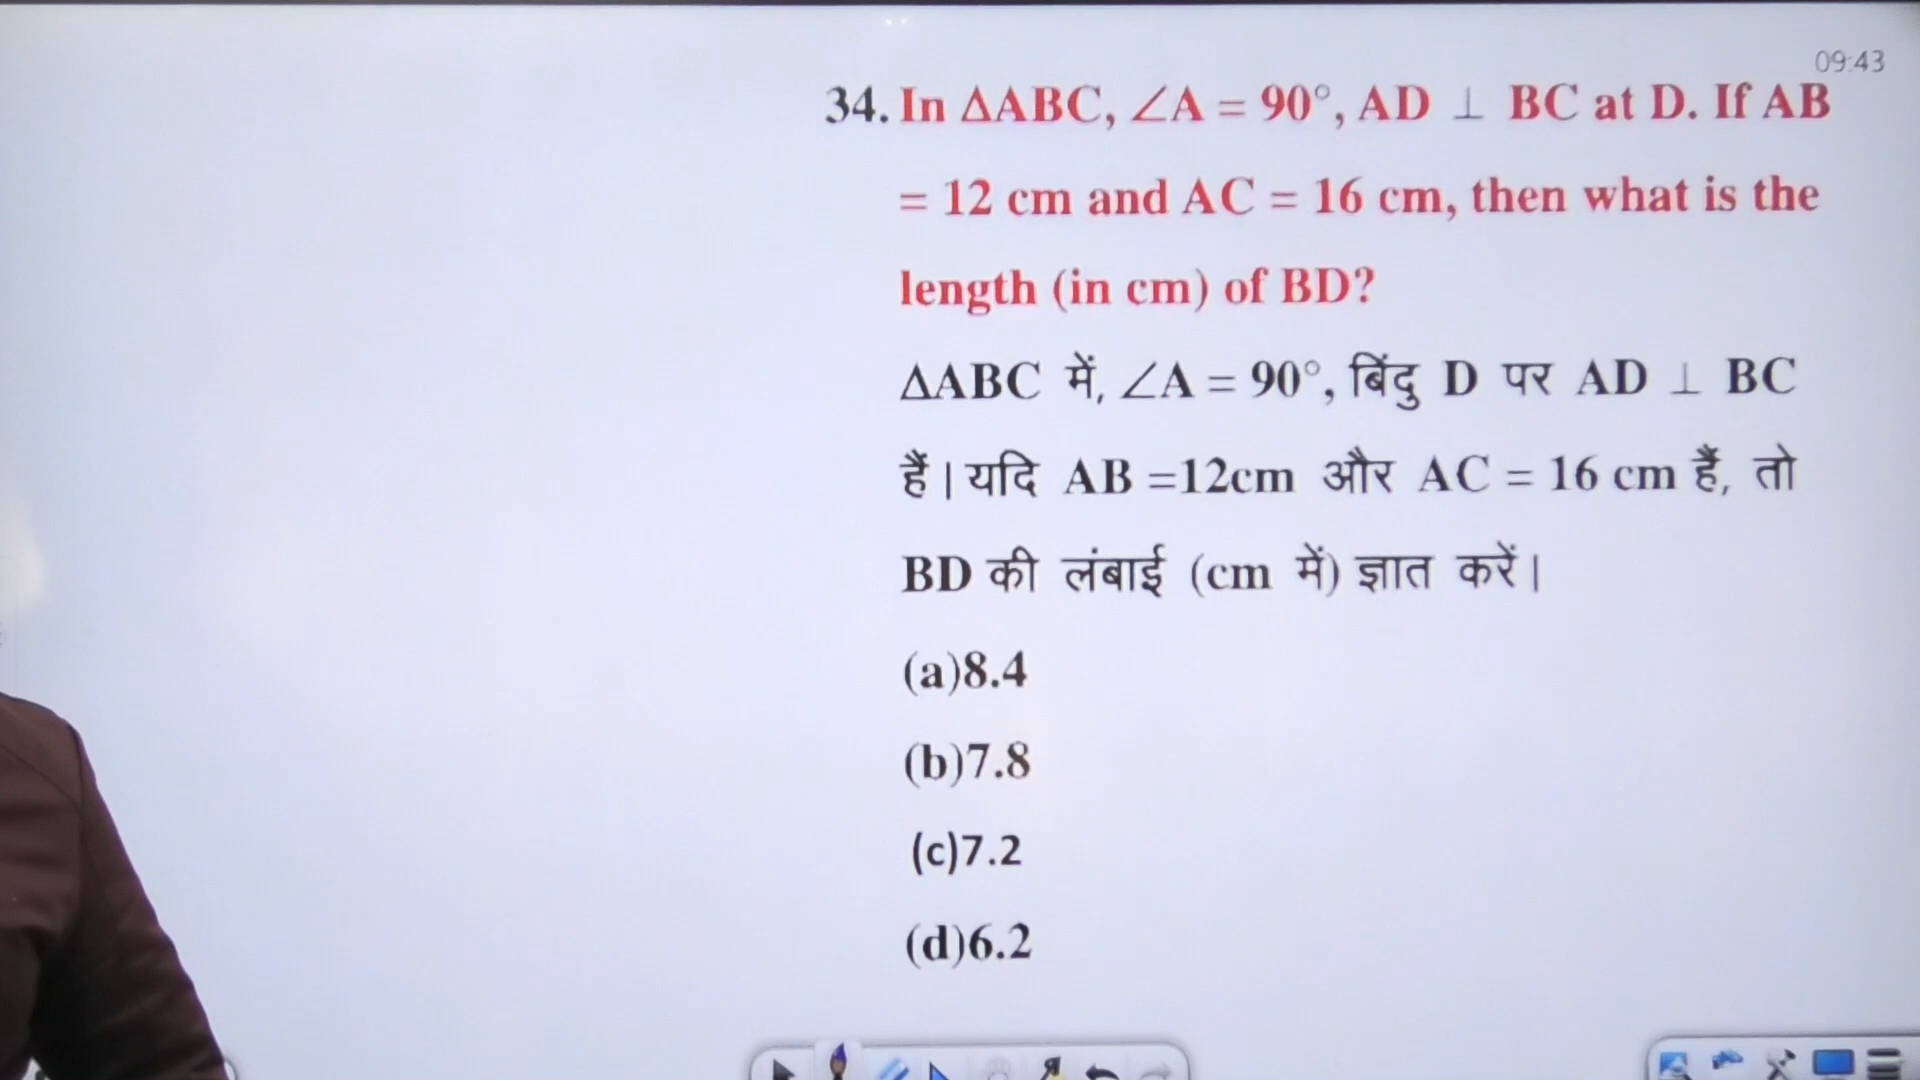 09:43
34. In ΔABC, ∠A = 90°, AD ⊥ BC at D. If AB
= 12 cm and AC = 16 cm, then what is the
length (in cm) of BD?
ΔABC में, ∠A = 90°, बिंदु D पर AD ⊥ BC
हैं। यदि AB =12cm और AC = 16 cm हैं, तो
BD की लंबाई (cm में) ज्ञात करें।
(a)8.4
(b)7.8
(c)7.2
(d)6.2